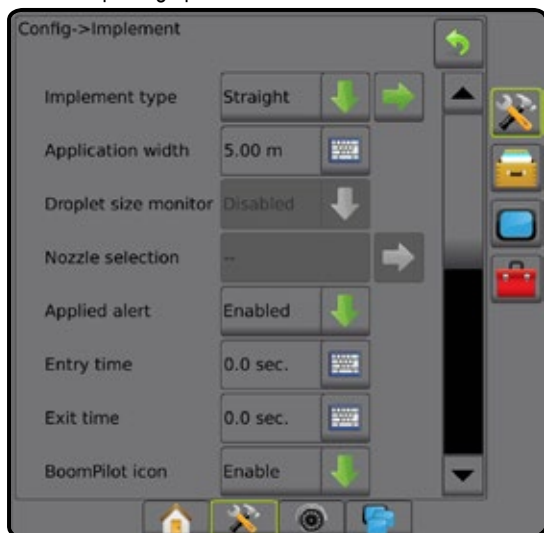 Config->Implement
Implement type Straight
Application width 5.00 m
Droplet size monitor Disabled
Nozzle selection --
Applied alert Enabled
Entry time 0.0 sec.
Exit time 0.0 sec.
BoomPilot icon Enable